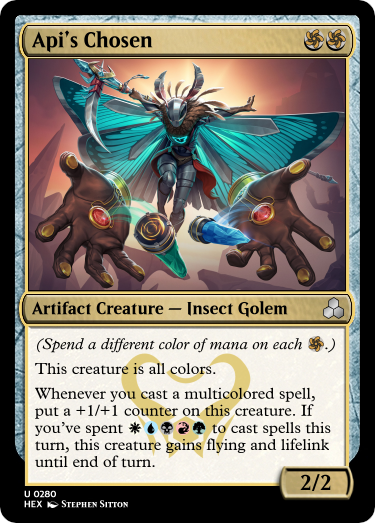 Api's Chosen
Artifact Creature — Insect Golem
(Spend a different color of mana on each .)
This creature is all colors.
Whenever you cast a multicolored spell,
put a +1/+1 counter on this creature. If
you've spent to cast spells this
turn, this creature gains flying and lifelink
until end of turn.
2/2
U 0280
HEX Stephen Sitton